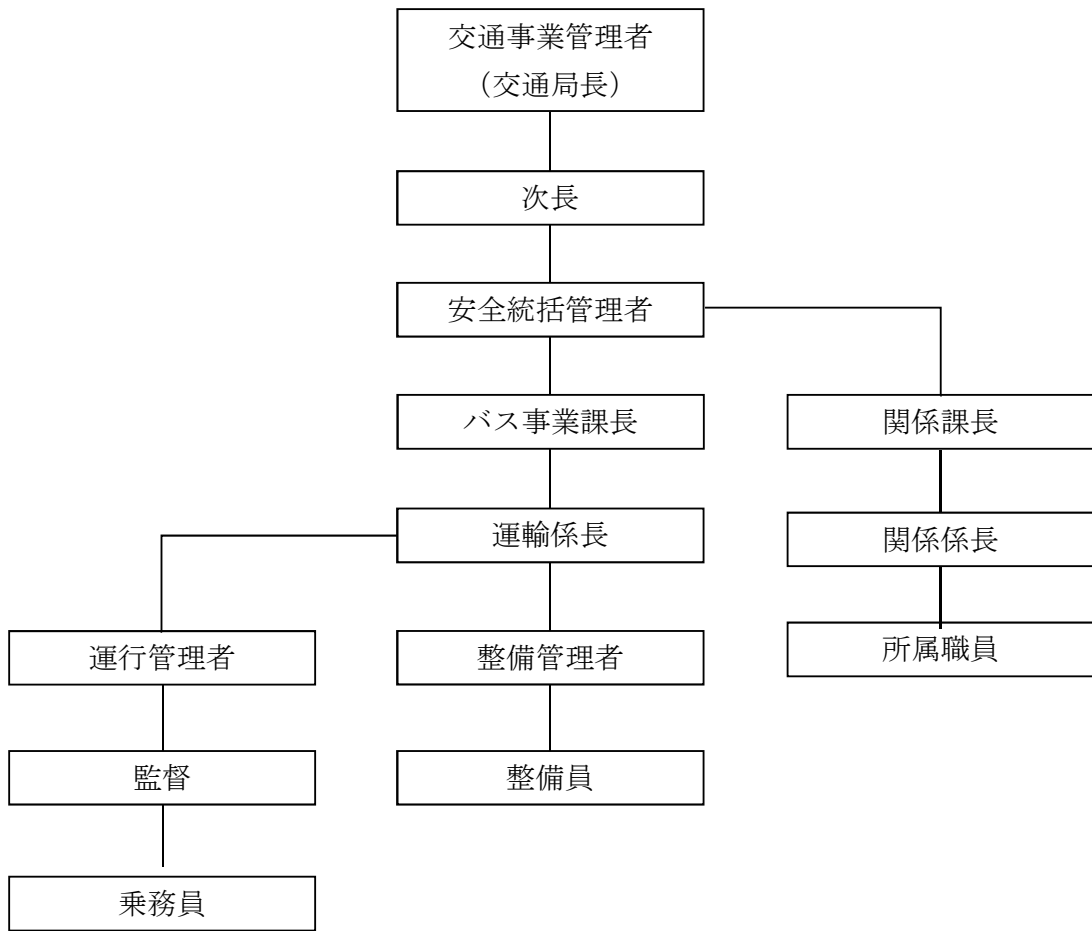 交通事業管理者
（交通局長）
次長
安全統括管理者
バス事業課長
関係課長
運輸係長
関係係長
運行管理者
整備管理者
所属職員
監督
整備員
乗務員